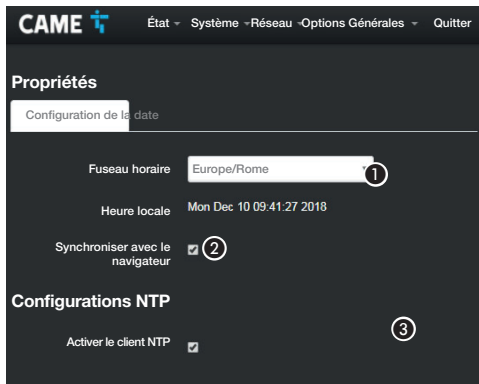 CAME État Système Réseau Options Générales Quitter
Propriétés
Configuration de la date
Fuseau horaire Europe/Rome 1
Heure locale Mon Dec 10 09:41:27 2018
Synchroniser avec le
navigateur 2
Configurations NTP
3
Activer le client NTP